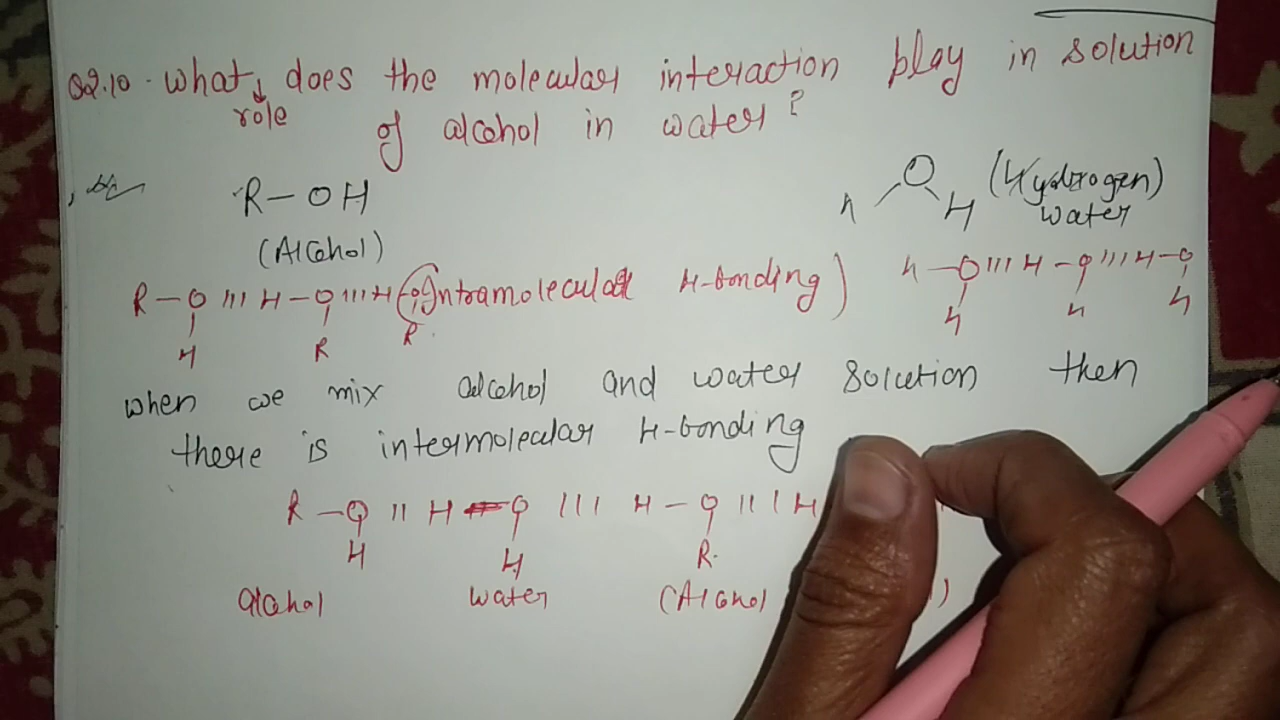 Q2.10 - what role does the molecular interaction play in solution
of alcohol in water?
R-OH
(Alcohol)
O
H H
(Hydrogen)
water
R-O ||| H-O ||| H-O (Intramolecular H-bonding)
H R R
H-O ||| H-O ||| H-O
H H H
when we mix alcohol and water solution then
there is intermolecular H-bonding
R-O || H-O ||| H-O ||| H
H H R
alcohol water (Alcohol )